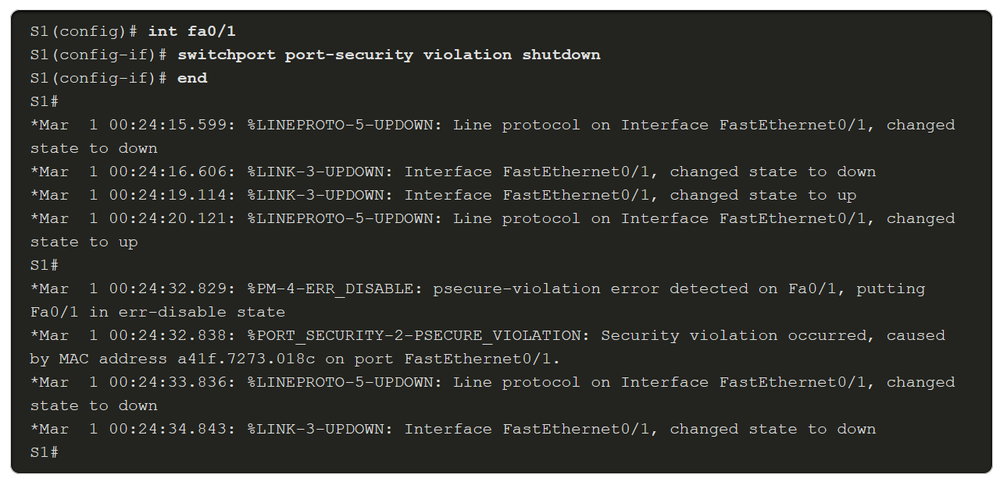 S1(config)# int fa0/1
S1(config-if)# switchport port-security violation shutdown
S1(config-if)# end
S1#
*Mar  1 00:24:15.599: %LINEPROTO-5-UPDOWN: Line protocol on Interface FastEthernet0/1, changed
state to down
*Mar  1 00:24:16.606: %LINK-3-UPDOWN: Interface FastEthernet0/1, changed state to down
*Mar  1 00:24:19.114: %LINK-3-UPDOWN: Interface FastEthernet0/1, changed state to up
*Mar  1 00:24:20.121: %LINEPROTO-5-UPDOWN: Line protocol on Interface FastEthernet0/1, changed
state to up
S1#
*Mar  1 00:24:32.829: %PM-4-ERR_DISABLE: psecure-violation error detected on Fa0/1, putting
Fa0/1 in err-disable state
*Mar  1 00:24:32.838: %PORT_SECURITY-2-PSECURE_VIOLATION: Security violation occurred, caused
by MAC address a41f.7273.018c on port FastEthernet0/1.
*Mar  1 00:24:33.836: %LINEPROTO-5-UPDOWN: Line protocol on Interface FastEthernet0/1, changed
state to down
*Mar  1 00:24:34.843: %LINK-3-UPDOWN: Interface FastEthernet0/1, changed state to down
S1#